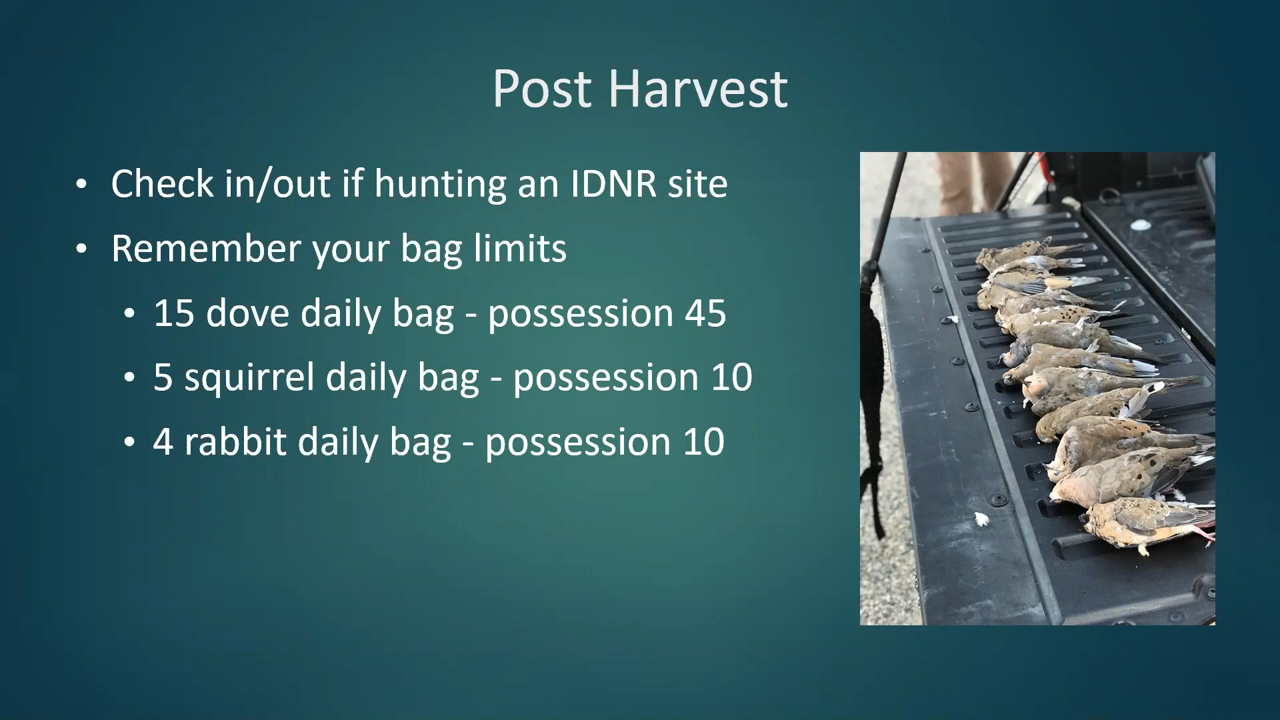 Post Harvest
• Check in/out if hunting an IDNR site
• Remember your bag limits
• 15 dove daily bag - possession 45
• 5 squirrel daily bag - possession 10
• 4 rabbit daily bag - possession 10